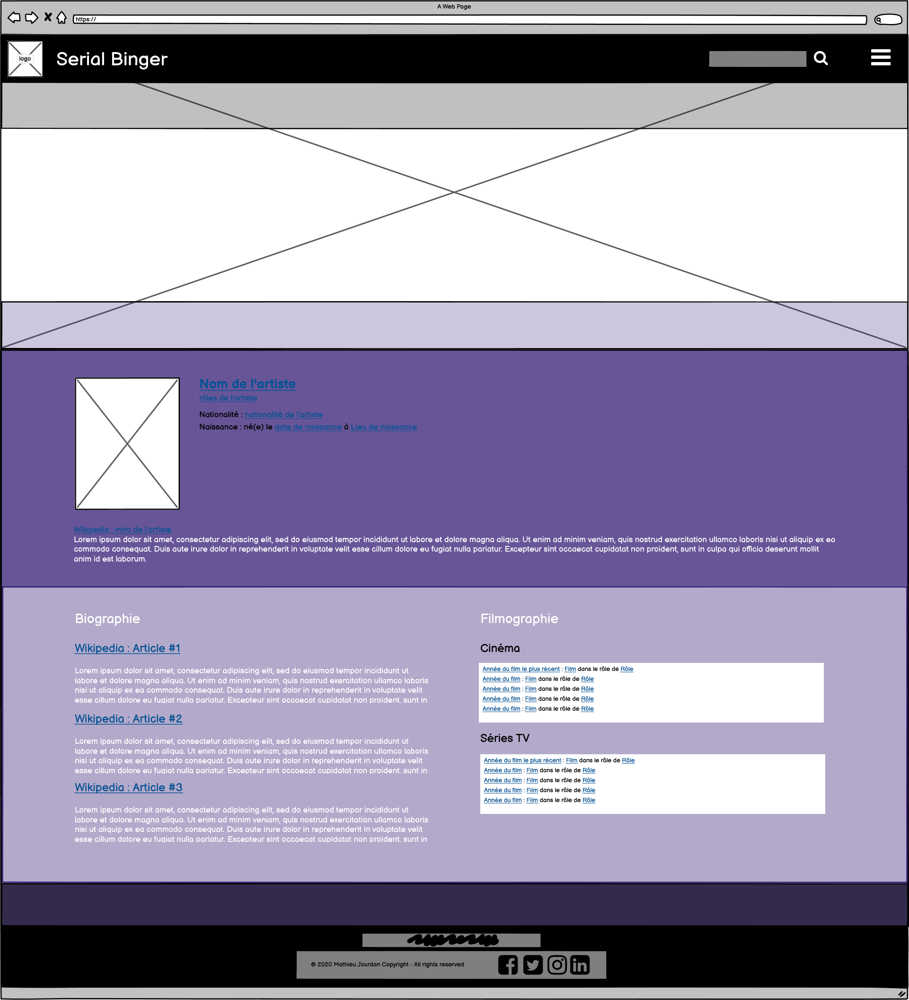 A Web Page
https://
logo
Serial Binger
Nom de l'artiste
rôles de l'artiste
Nationalité : nationalité de l'artiste
Naissance : né(e) le date de naissance à Lieu de naissance
Wikipedia : intro de l'artiste
Lorem ipsum dolor sit amet, consectetur adipiscing elit, sed do eiusmod tempor incididunt ut labore et dolore magna aliqua. Ut enim ad minim veniam, quis nostrud exercitation ullamco laboris nisi ut aliquip ex ea
commodo consequat. Duis aute irure dolor in reprehenderit in voluptate velit esse cillum dolore eu fugiat nulla pariatur. Excepteur sint occaecat cupidatat non proident, sunt in culpa qui officia deserunt mollit
anim id est laborum.
Biographie
Wikipedia : Article #1
Lorem ipsum dolor sit amet, consectetur adipiscing elit, sed do eiusmod tempor incididunt ut
labore et dolore magna aliqua. Ut enim ad minim veniam, quis nostrud exercitation ullamco laboris
nisi ut aliquip ex ea commodo consequat. Duis aute irure dolor in reprehenderit in voluptate velit
esse cillum dolore eu fugiat nulla pariatur. Excepteur sint occaecat cupidatat non proident, sunt in
Wikipedia : Article #2
Lorem ipsum dolor sit amet, consectetur adipiscing elit, sed do eiusmod tempor incididunt ut
labore et dolore magna aliqua. Ut enim ad minim veniam, quis nostrud exercitation ullamco laboris
nisi ut aliquip ex ea commodo consequat. Duis aute irure dolor in reprehenderit in voluptate velit
esse cillum dolore eu fugiat nulla pariatur. Excepteur sint occaecat cupidatat non proident, sunt in
Wikipedia : Article #3
Lorem ipsum dolor sit amet, consectetur adipiscing elit, sed do eiusmod tempor incididunt ut
labore et dolore magna aliqua. Ut enim ad minim veniam, quis nostrud exercitation ullamco laboris
nisi ut aliquip ex ea commodo consequat. Duis aute irure dolor in reprehenderit in voluptate velit
esse cillum dolore eu fugiat nulla pariatur. Excepteur sint occaecat cupidatat non proident, sunt in
Filmographie
Cinéma
Année du film le plus récent : Film dans le rôle de Rôle
Année du film : Film dans le rôle de Rôle
Année du film : Film dans le rôle de Rôle
Année du film : Film dans le rôle de Rôle
Année du film : Film dans le rôle de Rôle
Séries TV
Année du film le plus récent : Film dans le rôle de Rôle
Année du film : Film dans le rôle de Rôle
Année du film : Film dans le rôle de Rôle
Année du film : Film dans le rôle de Rôle
Année du film : Film dans le rôle de Rôle
© 2020 Mathieu Jourdan Copyright - All rights reserved